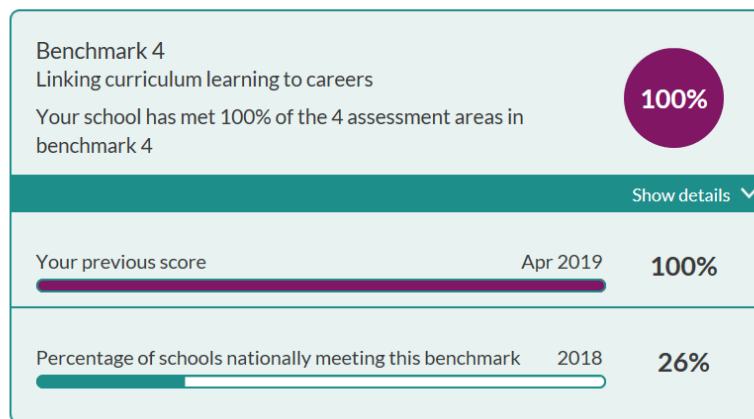 Benchmark 4
Linking curriculum learning to careers
Your school has met 100% of the 4 assessment areas in
benchmark 4
100%
Show details
Your previous score Apr 2019 100%
Percentage of schools nationally meeting this benchmark 2018 26%